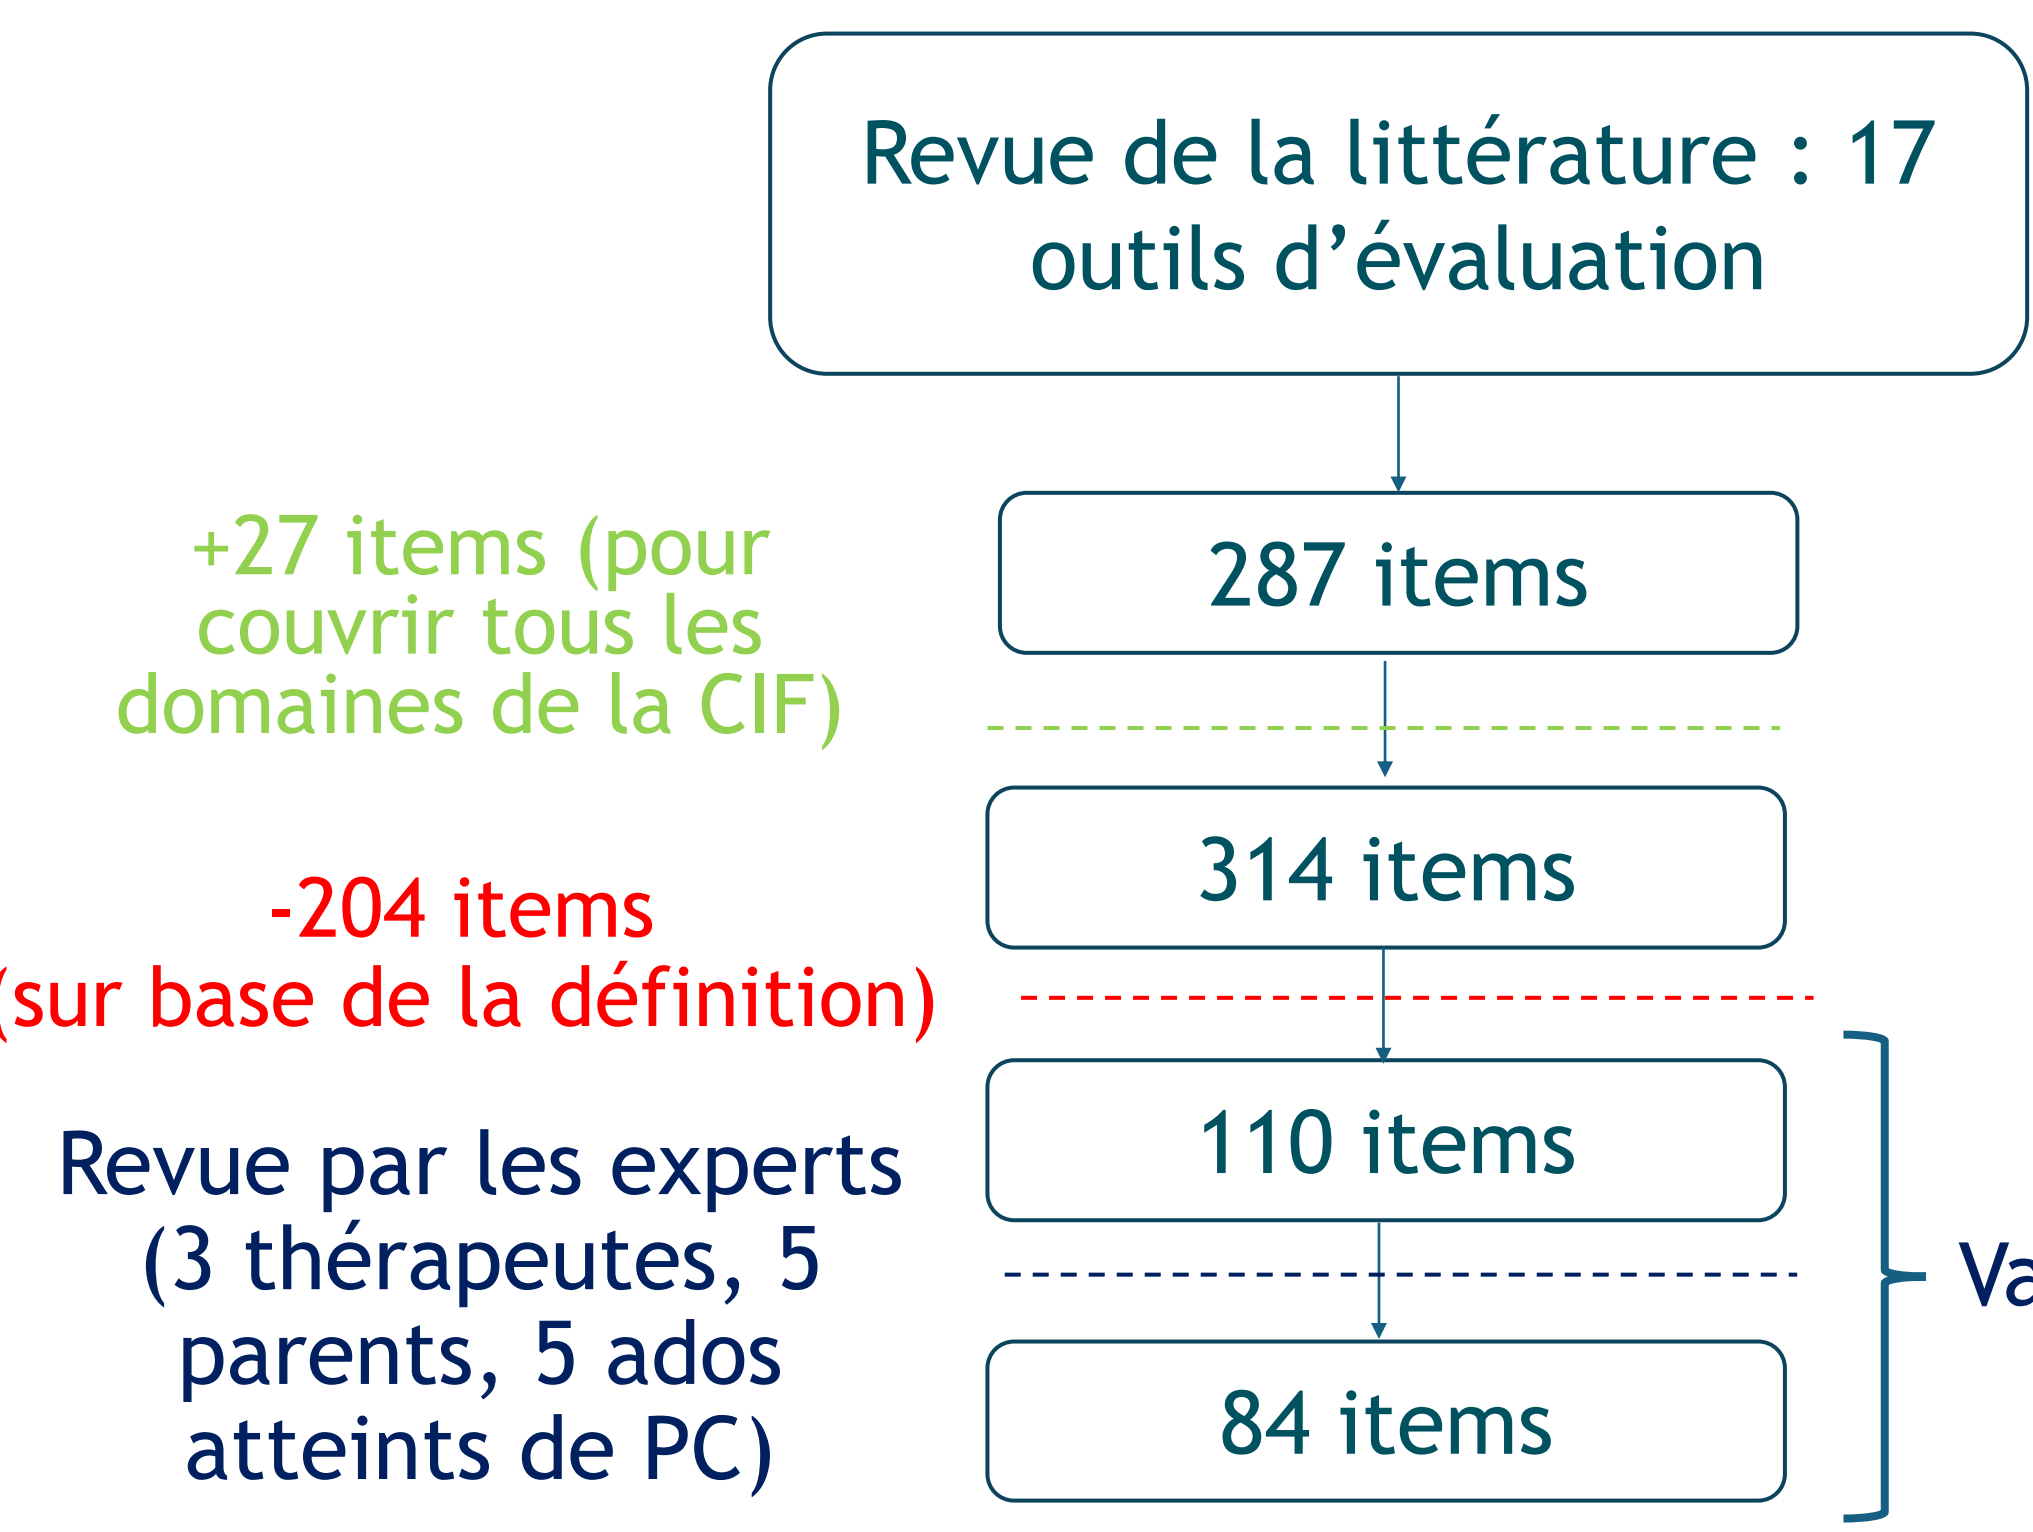 Revue de la littérature : 17
outils d’évaluation
+27 items (pour
couvrir tous les
domaines de la CIF)
287 items
314 items
-204 items
(sur base de la définition)
110 items
Revue par les experts
(3 thérapeutes, 5
parents, 5 ados
atteints de PC)
84 items